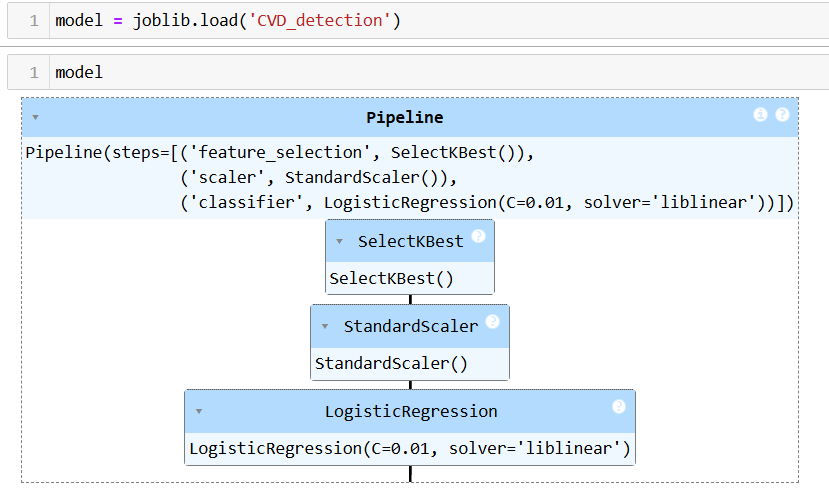 1 model = joblib.load('CVD_detection')
1 model
Pipeline
Pipeline(steps=[('feature_selection', SelectKBest()),
('scaler', StandardScaler()),
('classifier', LogisticRegression(C=0.01, solver='liblinear'))])
SelectKBest
SelectKBest()
StandardScaler
StandardScaler()
LogisticRegression
LogisticRegression(C=0.01, solver='liblinear')